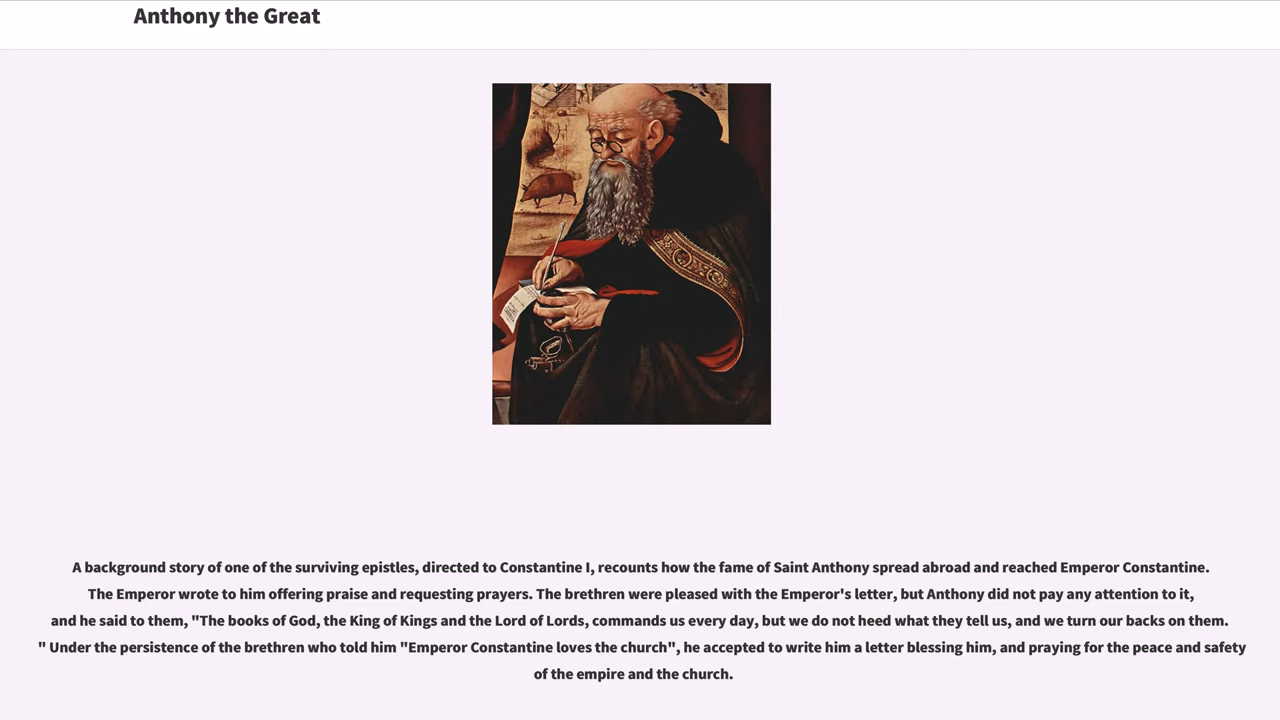 Anthony the Great
A background story of one of the surviving epistles, directed to Constantine I, recounts how the fame of Saint Anthony spread abroad and reached Emperor Constantine.
The Emperor wrote to him offering praise and requesting prayers. The brethren were pleased with the Emperor's letter, but Anthony did not pay any attention to it,
and he said to them, "The books of God, the King of Kings and the Lord of Lords, commands us every day, but we do not heed what they tell us, and we turn our backs on them.
" Under the persistence of the brethren who told him "Emperor Constantine loves the church", he accepted to write him a letter blessing him, and praying for the peace and safety
of the empire and the church.